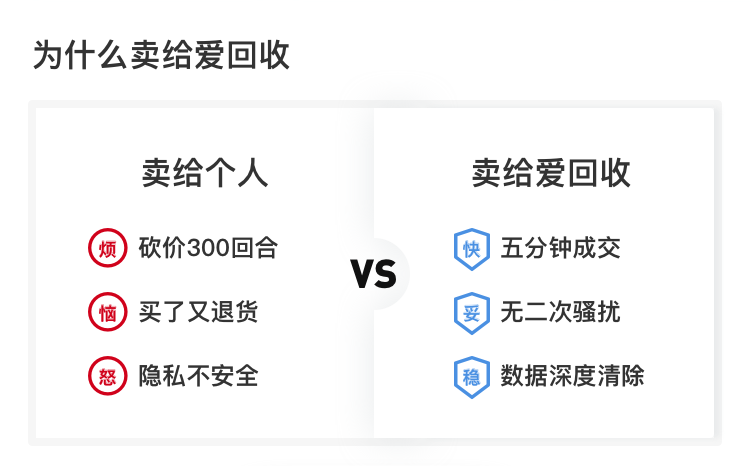 为什么卖给爱回收
卖给个人
烦 砍价300回合
恼 买了又退货
怒 隐私不安全
VS
卖给爱回收
快 五分钟成交
妥 无二次骚扰
稳 数据深度清除